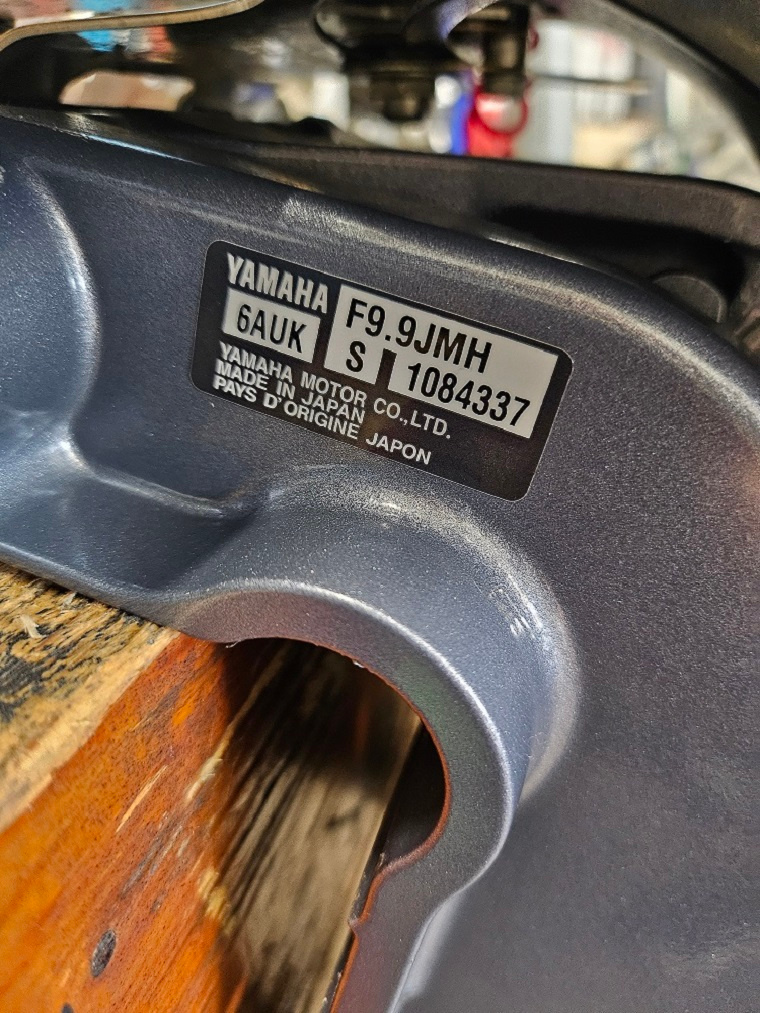 YAMAHA
F9.9JMH
6AUK
S 1084337
YAMAHA MOTOR CO.,LTD.
MADE IN JAPAN
PAYS D'ORIGINE JAPON